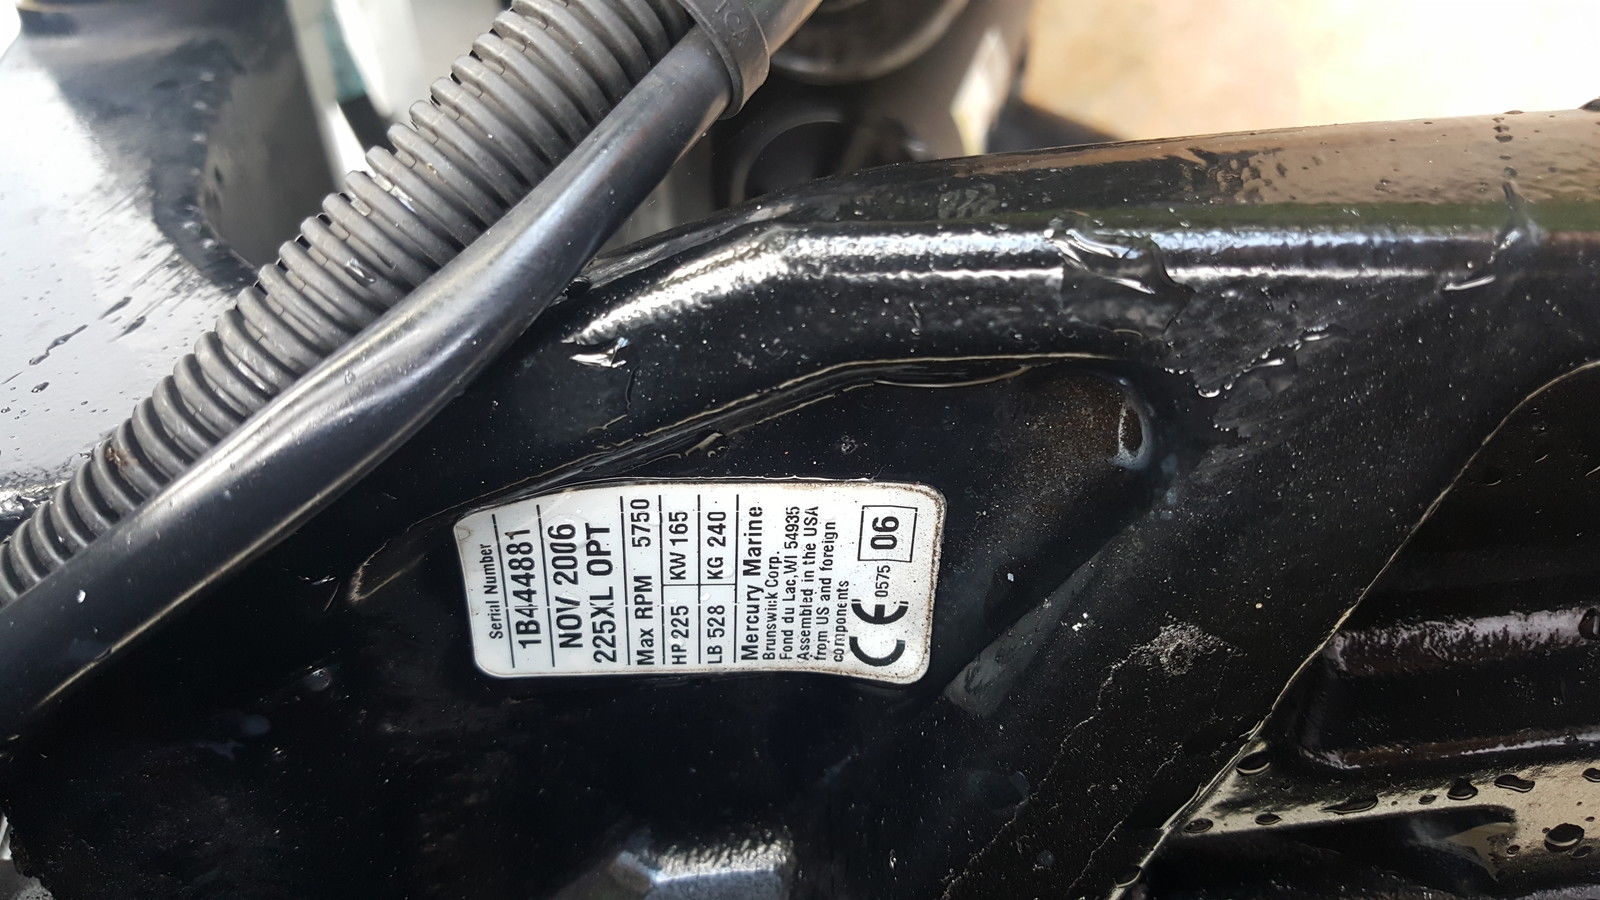 Serial Number
1B444881
NOV 2006
225XL OPT
Max RPM 5750
HP 225 KW 165
LB 528 KG 240
Mercury Marine
Brunswick Corp.
Fond du Lac, WI 54935
Assembled in the USA
from US and foreign
components
CE 0575 06